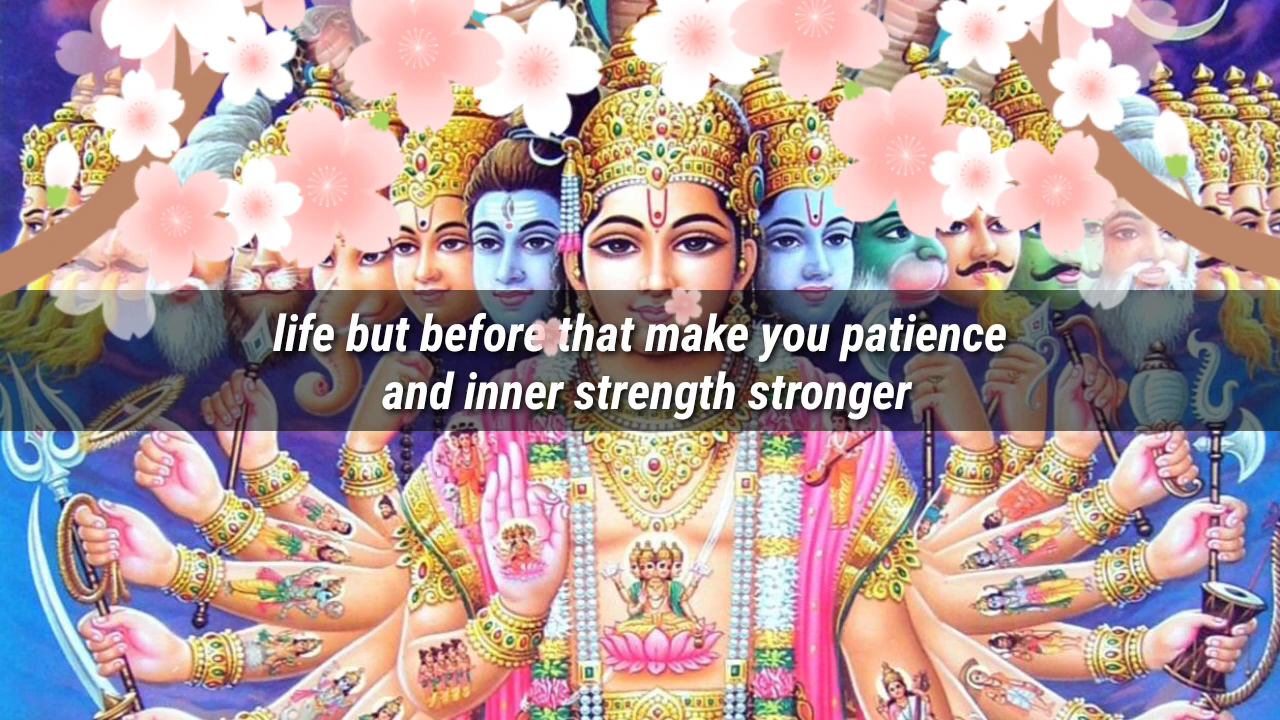 life but before that make you patience
and inner strength stronger